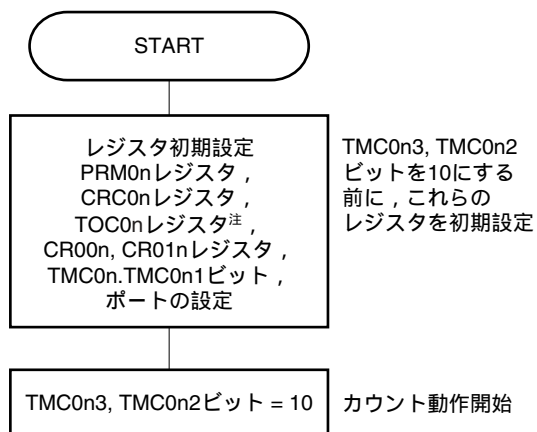 START
レジスタ初期設定
PRM0nレジスタ，
CRC0nレジスタ，
TOC0nレジスタ注，
CR00n, CR01nレジスタ，
TMC0n.TMC0n1ビット，
ポートの設定
TMC0n3, TMC0n2
ビットを10にする
前に，これらの
レジスタを初期設定
TMC0n3, TMC0n2ビット = 10
カウント動作開始